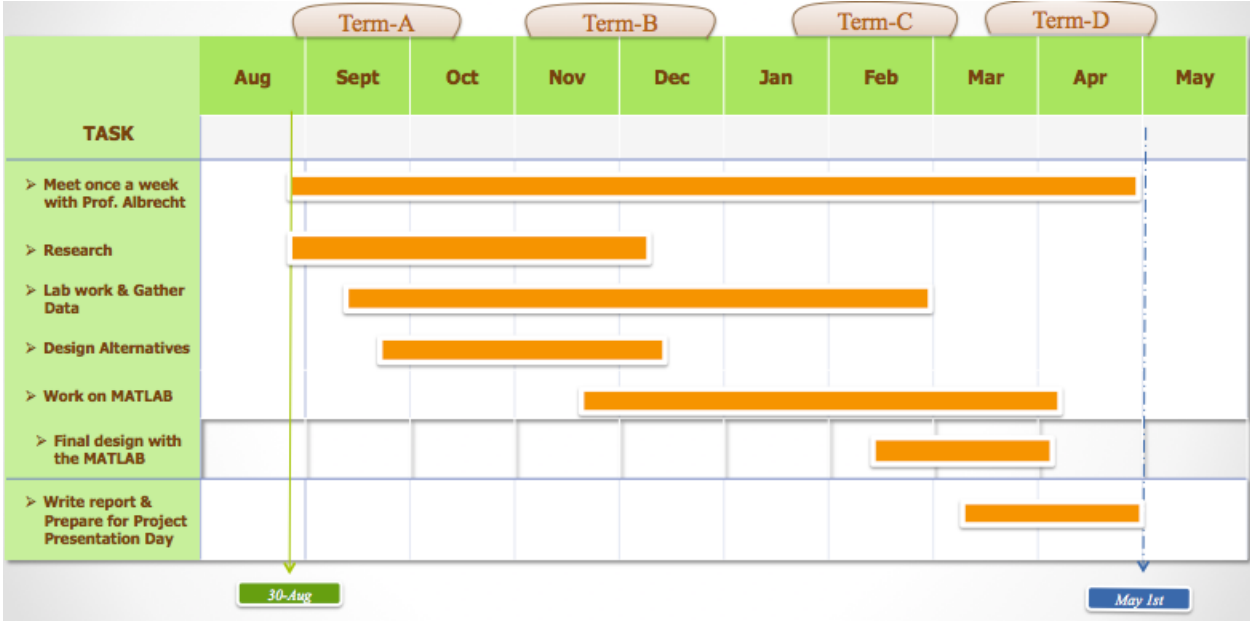 Term-A Term-B Term-C Term-D
Aug Sept Oct Nov Dec Jan Feb Mar Apr May
TASK
➢ Meet once a week
with Prof. Albrecht
➢ Research
➢ Lab work & Gather
Data
➢ Design Alternatives
➢ Work on MATLAB
➢ Final design with
the MATLAB
➢ Write report &
Prepare for Project
Presentation Day
30-Aug May 1st